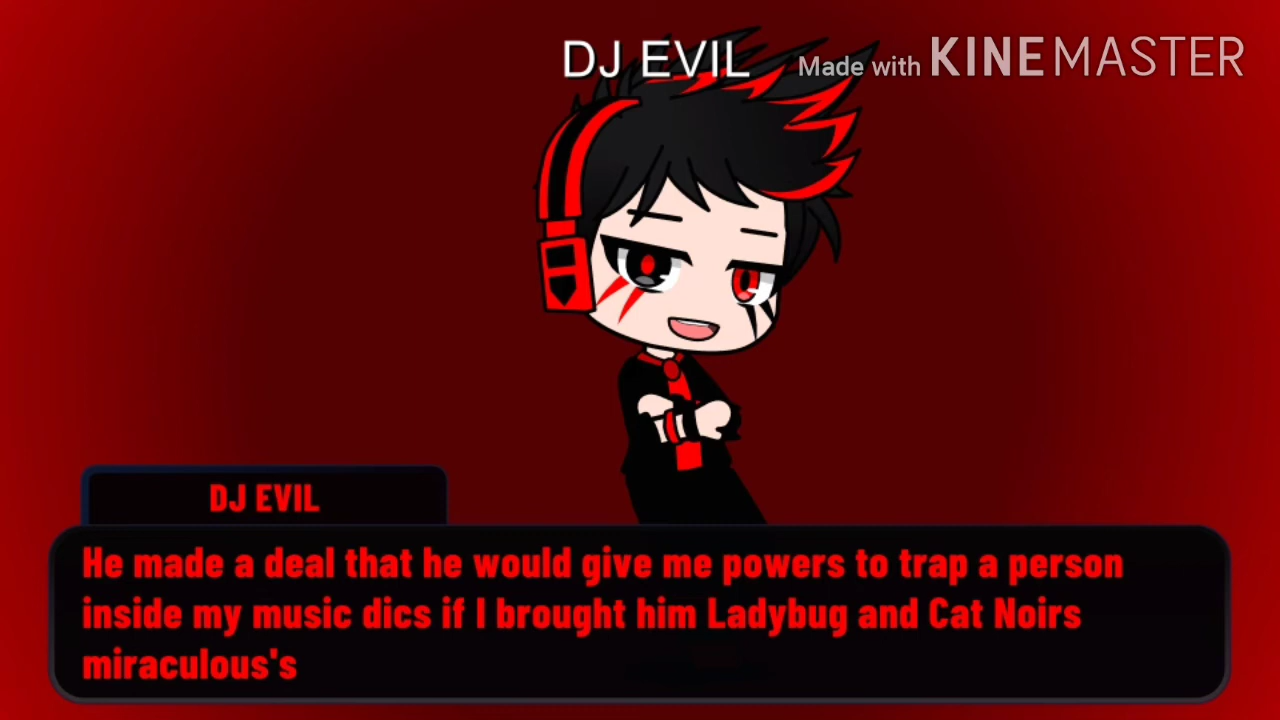 DJ EVIL
Made with KINEMASTER
DJ EVIL
He made a deal that he would give me powers to trap a person
inside my music dics if I brought him Ladybug and Cat Noirs
miraculous's